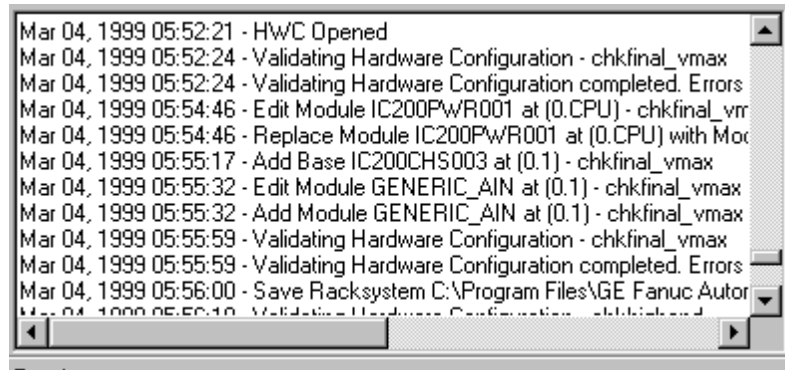 Mar 04, 1999 05:52:21 - HWC Opened
Mar 04, 1999 05:52:24 - Validating Hardware Configuration - chkfinal_vmax
Mar 04, 1999 05:52:24 - Validating Hardware Configuration completed. Errors
Mar 04, 1999 05:54:46 - Edit Module IC200PWR001 at (0.CPU) - chkfinal_vm
Mar 04, 1999 05:54:46 - Replace Module IC200PWR001 at (0.CPU) with Mod
Mar 04, 1999 05:55:17 - Add Base IC200CHS003 at (0.1) - chkfinal_vmax
Mar 04, 1999 05:55:32 - Edit Module GENERIC_AIN at (0.1) - chkfinal_vmax
Mar 04, 1999 05:55:32 - Add Module GENERIC_AIN at (0.1) - chkfinal_vmax
Mar 04, 1999 05:55:59 - Validating Hardware Configuration - chkfinal_vmax
Mar 04, 1999 05:55:59 - Validating Hardware Configuration completed. Errors
Mar 04, 1999 05:56:00 - Save Racksystem C:\Program Files\GE Fanuc Autor
Mar 04, 1999 - Validating Hardware Configuration -